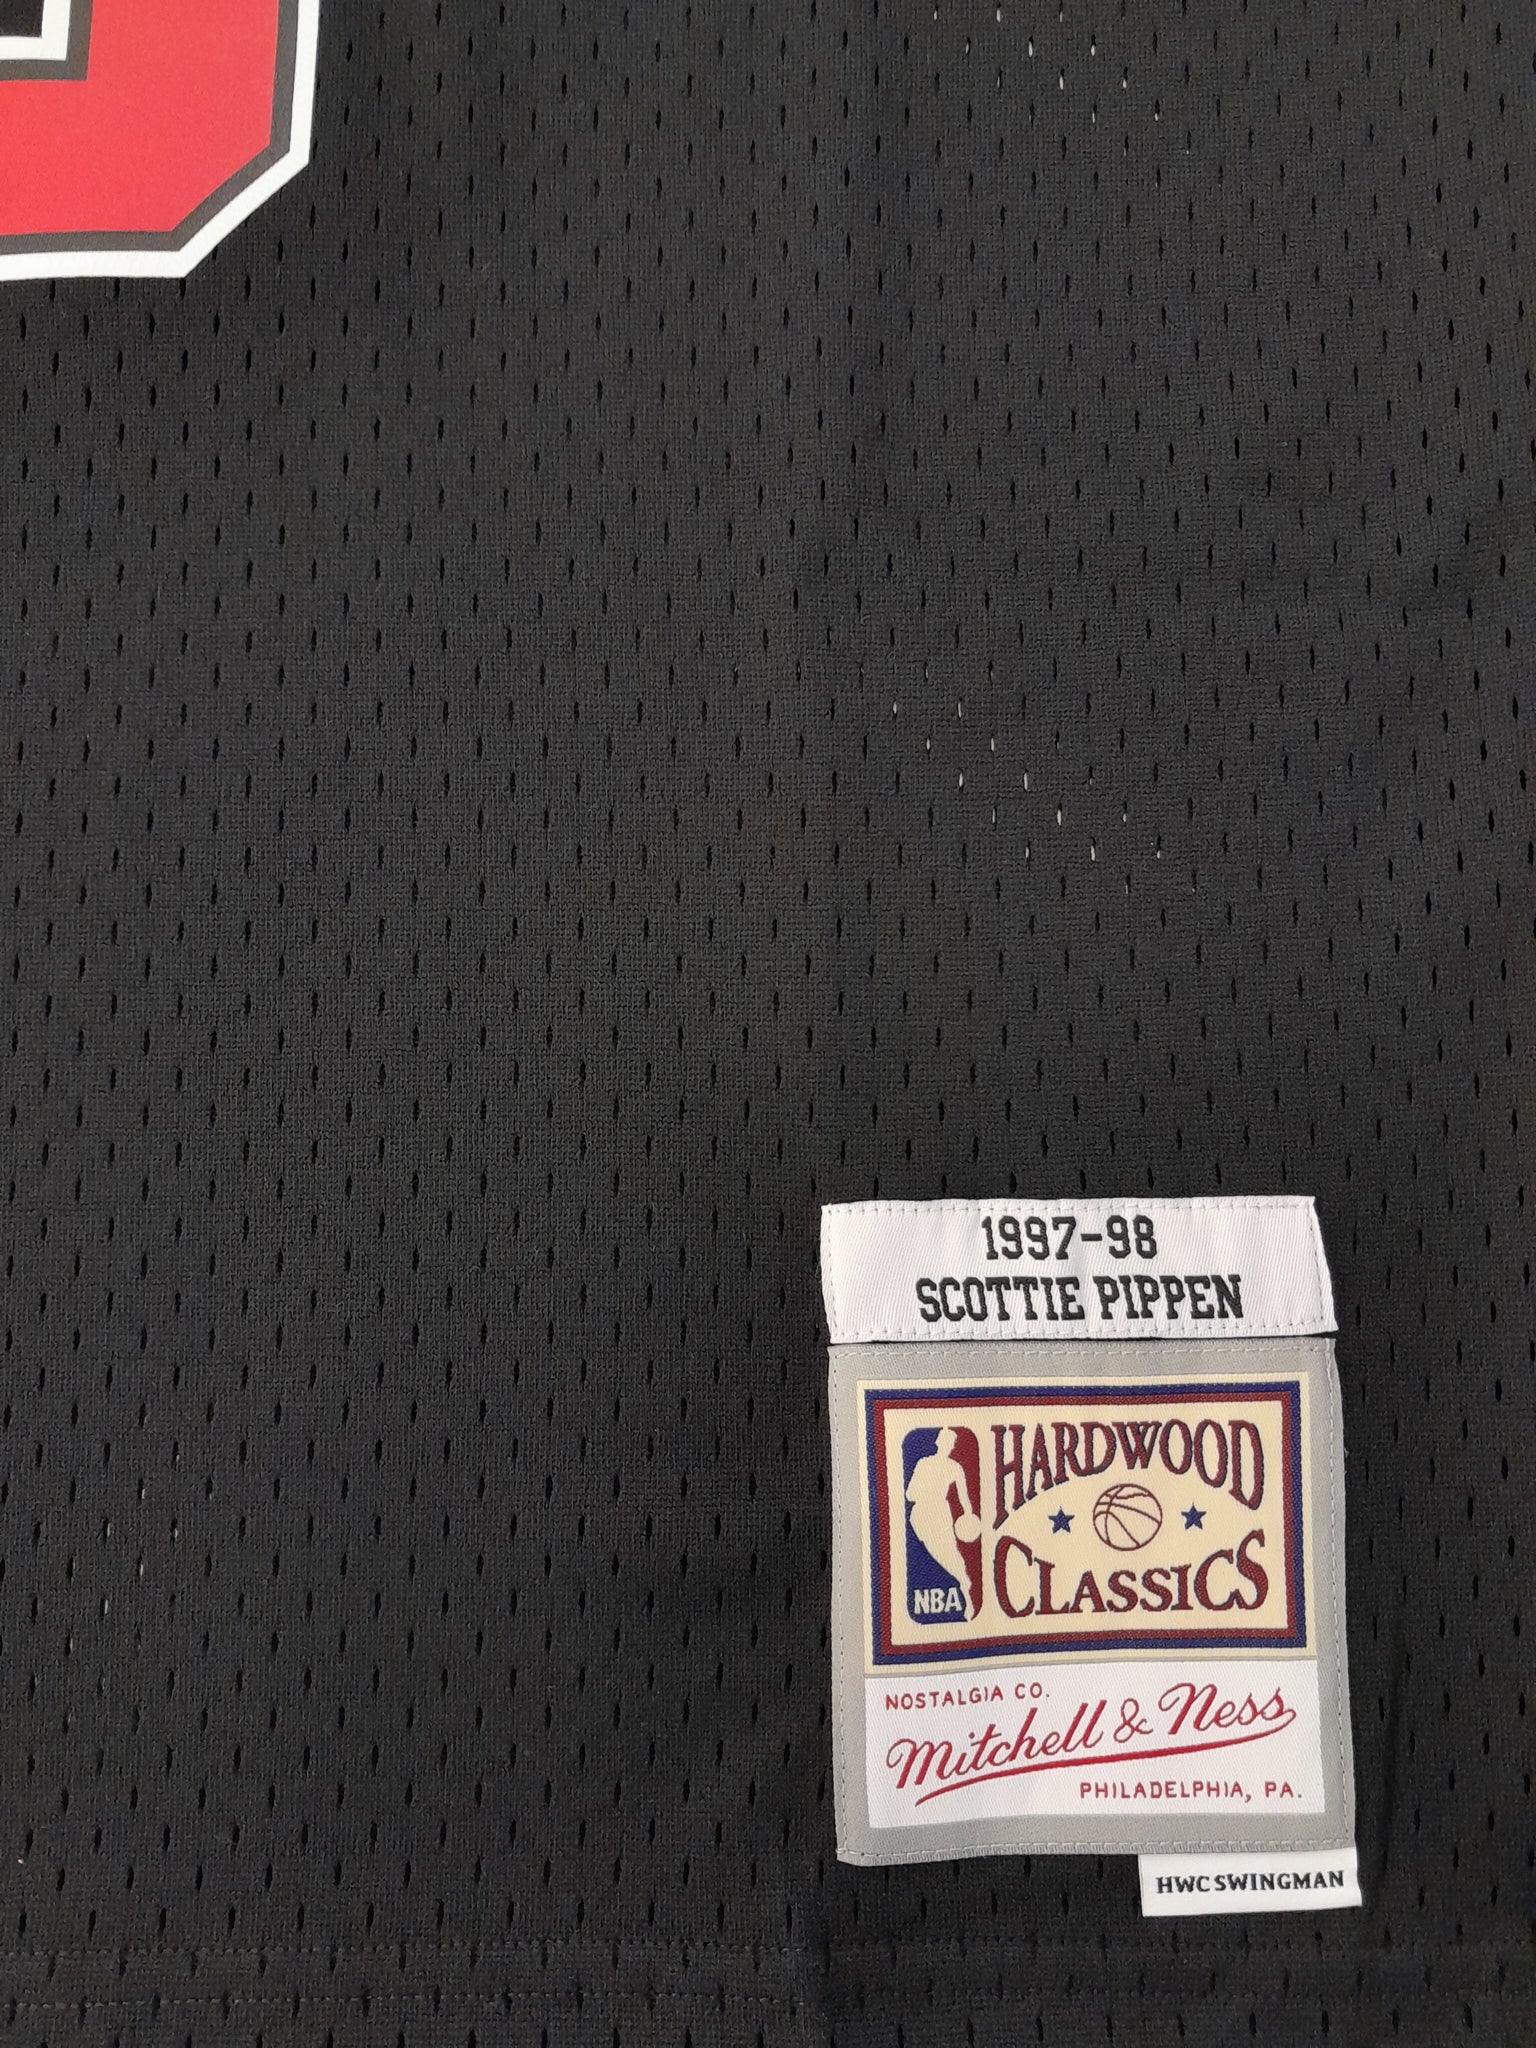 1997-98
SCOTTIE PIPPEN
HARDWOOD
CLASSICS
NBA
NOSTALGIA CO.
Mitchell & Ness
PHILADELPHIA, PA.
HWC SWINGMAN